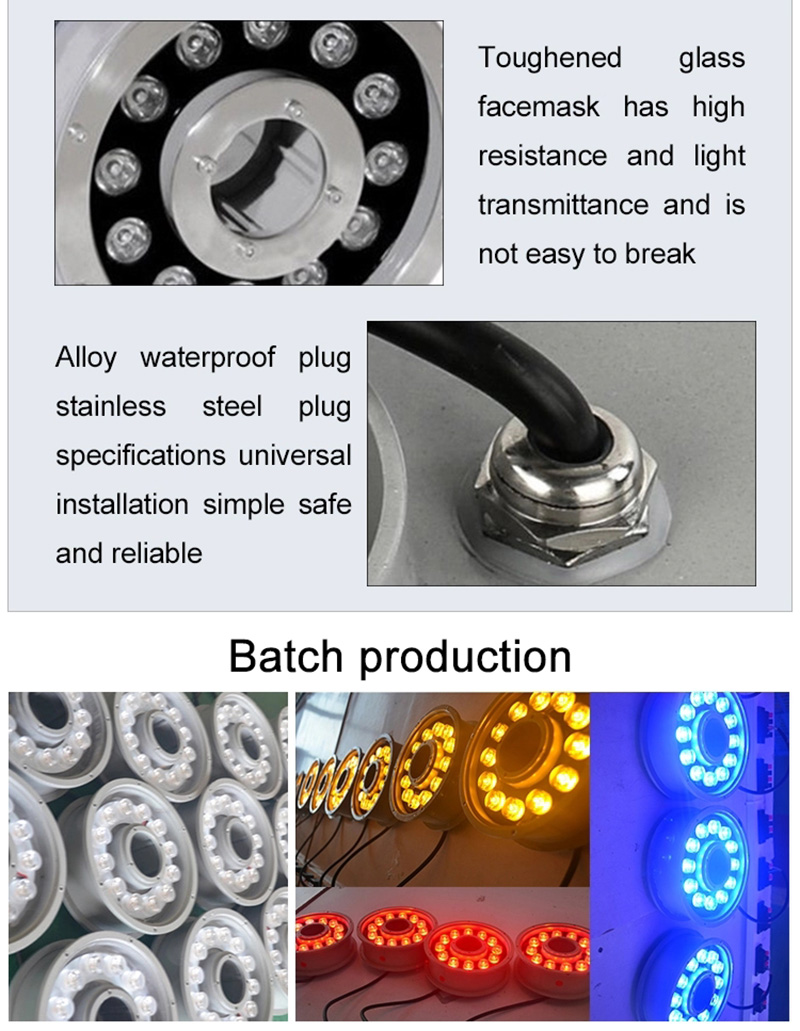 Toughened glass
facemask has high
resistance and light
transmittance and is
not easy to break
Alloy waterproof plug
stainless steel plug
specifications universal
installation simple safe
and reliable
Batch production